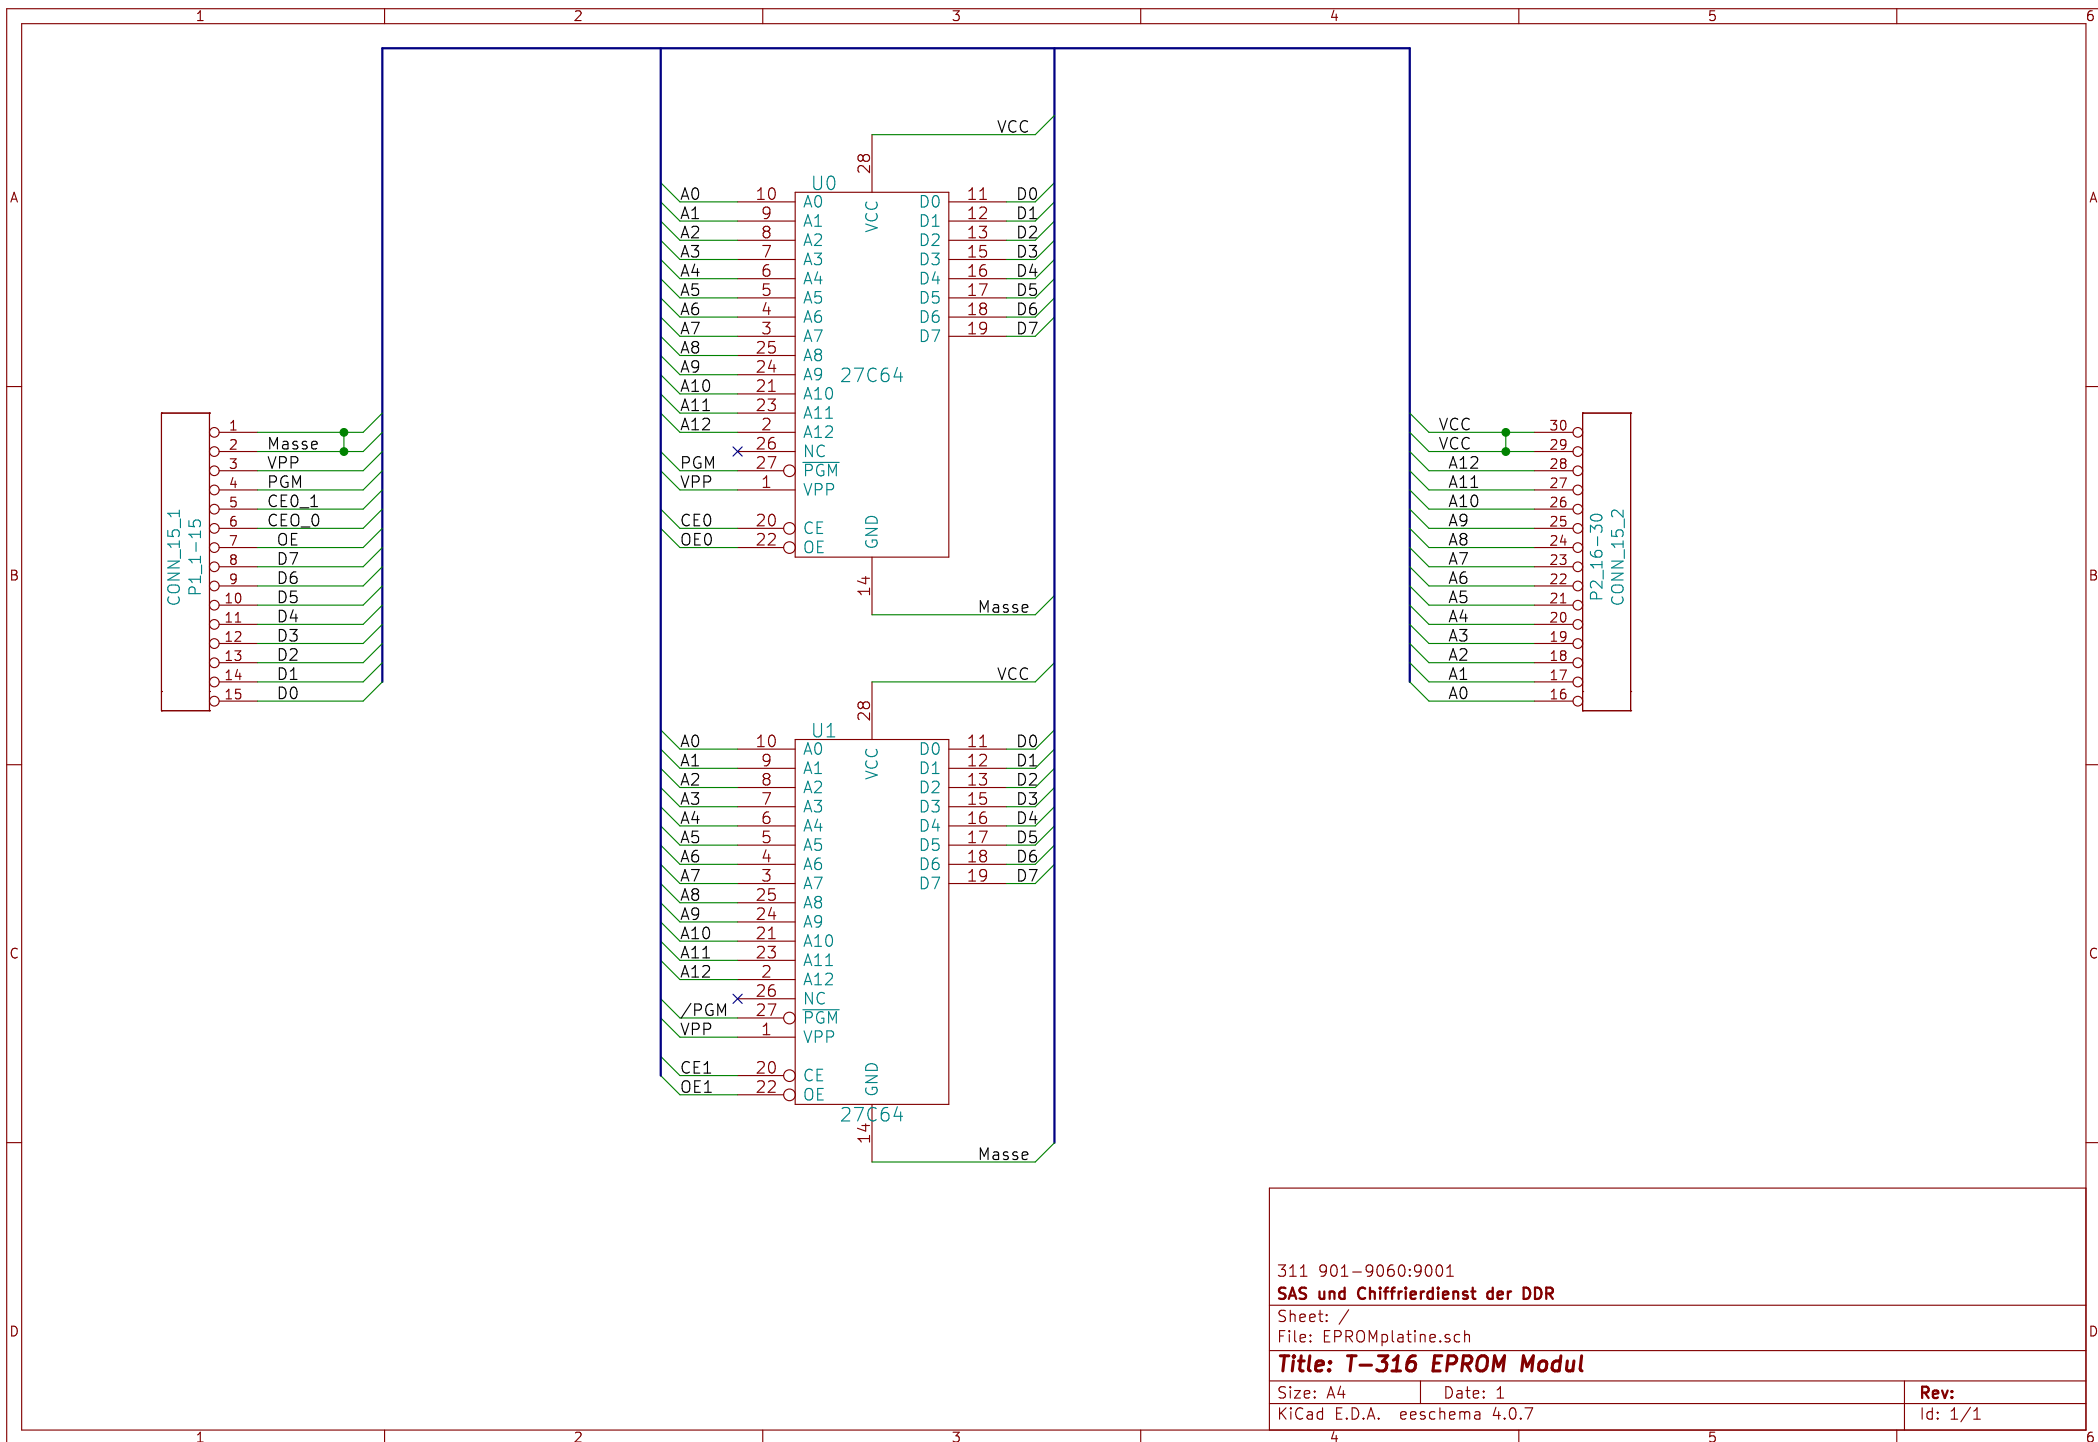 1 2 3 4 5 6
A
B
C
D
A
B
C
D
1
2 Masse
3 VPP
4 PGM
5 CE0_1
6 CEO_0
7 OE
8 D7
9 D6
10 D5
11 D4
12 D3
13 D2
14 D1
15 D0
CONN_15_1
P1_1-15
VCC
28
U0
VCC
A0 10 A0 D0 11 D0
A1 9 A1 D1 12 D1
A2 8 A2 D2 13 D2
A3 7 A3 D3 15 D3
A4 6 A4 D4 16 D4
A5 5 A5 D5 17 D5
A6 4 A6 D6 18 D6
A7 3 A7 D7 19 D7
A8 25 A8
A9 24 A9
27C64
A10 21 A10
A11 23 A11
A12 2 A12
26 NC
PGM 27 PGM
VPP 1 VPP
CE0 20 CE
OE0 22 OE
GND
14
Masse
VCC
28
U1
VCC
A0 10 A0 D0 11 D0
A1 9 A1 D1 12 D1
A2 8 A2 D2 13 D2
A3 7 A3 D3 15 D3
A4 6 A4 D4 16 D4
A5 5 A5 D5 17 D5
A6 4 A6 D6 18 D6
A7 3 A7 D7 19 D7
A8 25 A8
A9 24 A9
A10 21 A10
A11 23 A11
A12 2 A12
26 NC
/PGM 27 PGM
VPP 1 VPP
CE1 20 CE
OE1 22 OE
GND
27C64
14
Masse
VCC 30
VCC 29
A12 28
A11 27
A10 26
A9 25
A8 24
A7 23
A6 22
A5 21
A4 20
A3 19
A2 18
A1 17
A0 16
P2_16-30
CONN_15_2
311 901-9060:9001
SAS und Chiffrierdienst der DDR
Sheet: /
File: EPROMplatine.sch
Title: T-316 EPROM Modul
Size: A4 Date: 1 Rev:
KiCad E.D.A. eeschema 4.0.7 Id: 1/1
1 2 3 4 5 6